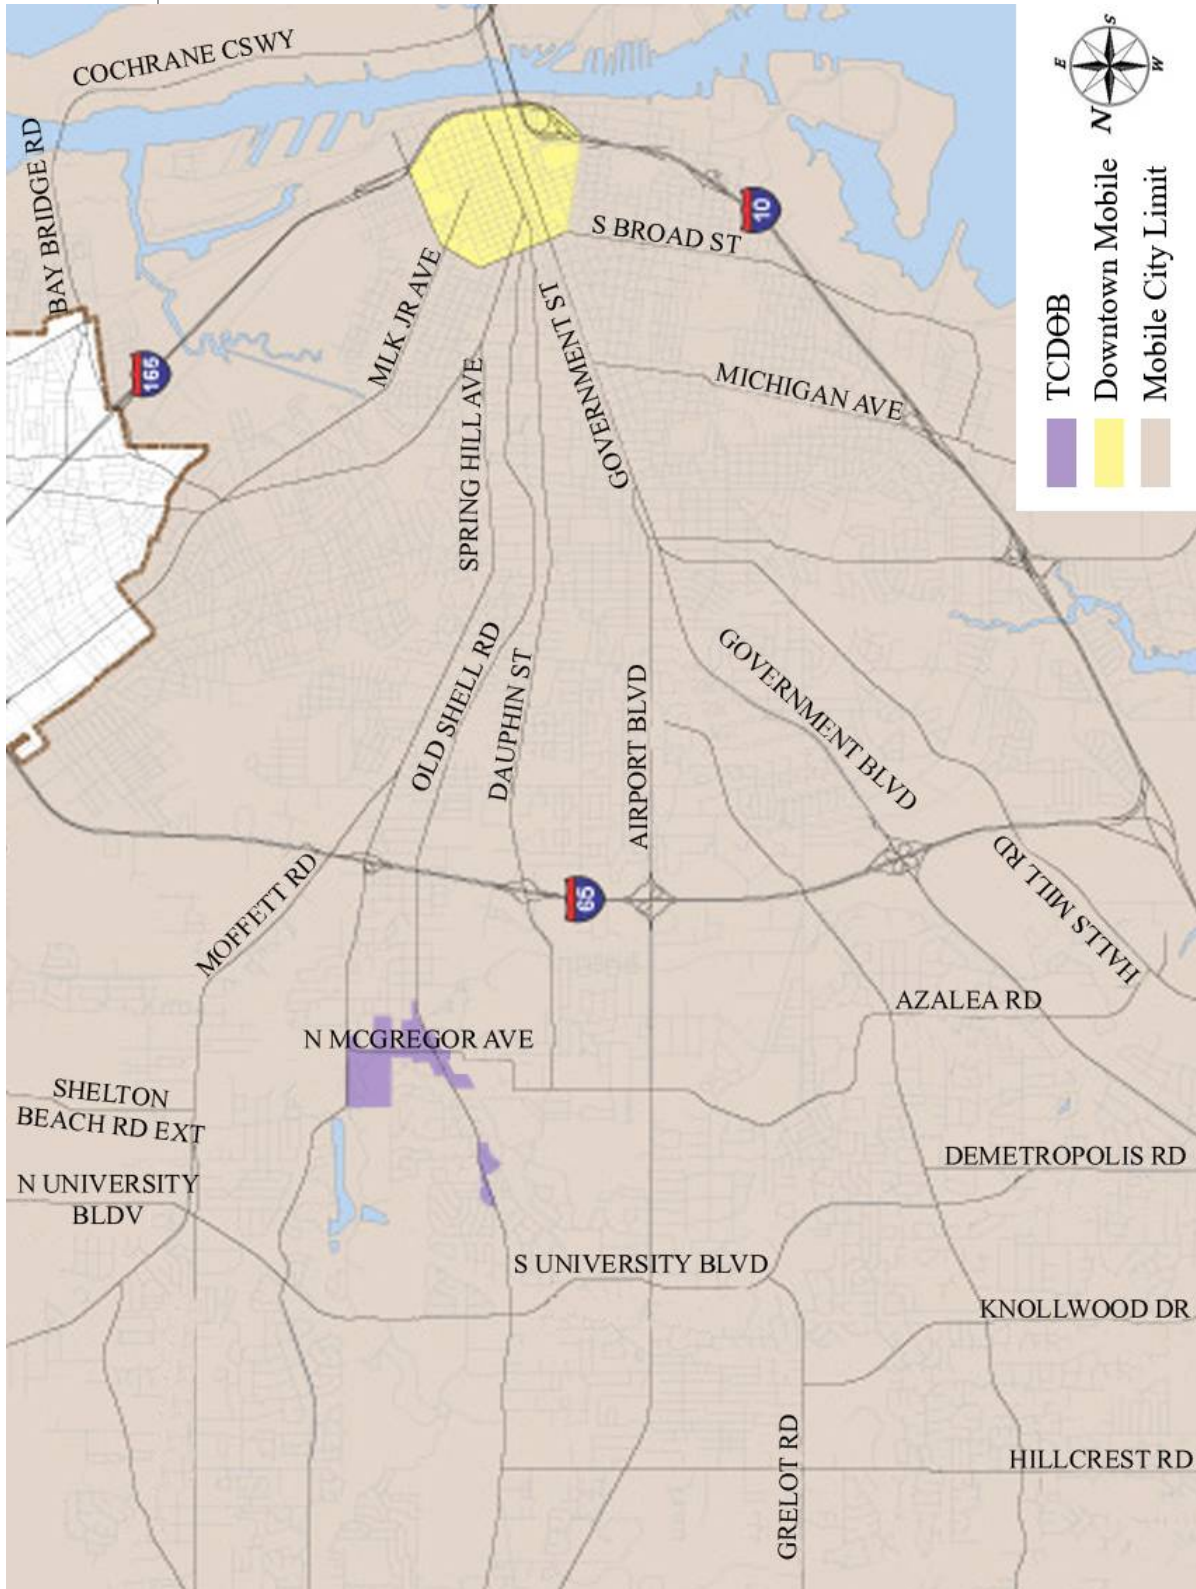 COCHRANE CSWY
BAY BRIDGE RD
165
MLK JR AVE
SPRING HILL AVE
S BROAD ST
10
GOVERNMENT ST
MICHIGAN AVE
OLD SHELL RD
DAUPHIN ST
AIRPORT BLVD
GOVERNMENT BLVD
HALLS MILL RD
MOFFETT RD
65
AZALEA RD
N MCGREGOR AVE
SHELTON
BEACH RD EXT
N UNIVERSITY
BLDV
DEMETROPOLIS RD
S UNIVERSITY BLVD
KNOLLWOOD DR
GRELOT RD
HILLCREST RD
N
E
S
W
TCDOB
Downtown Mobile
Mobile City Limit